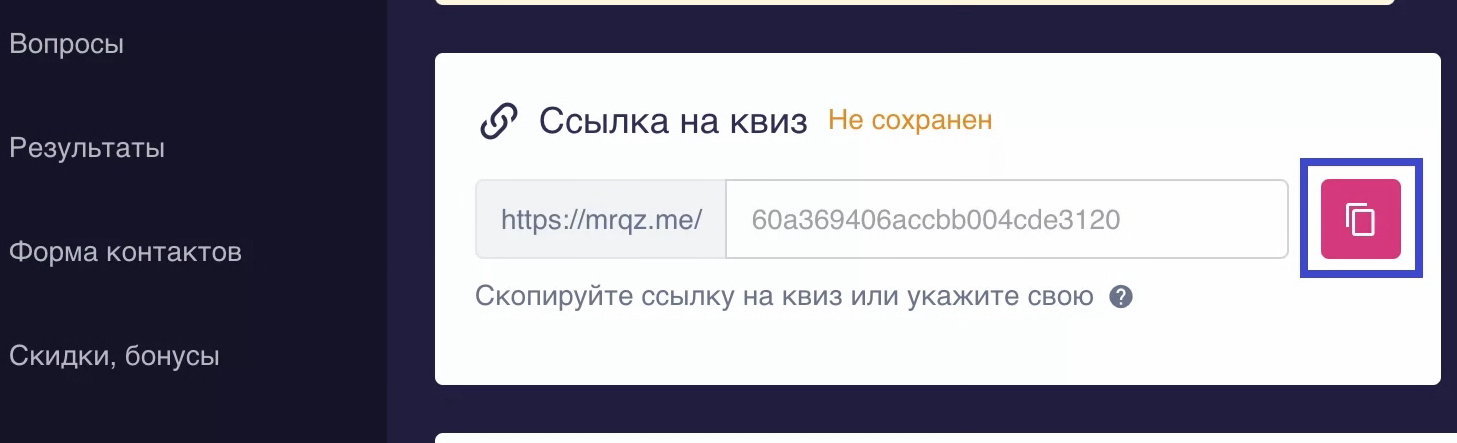 Вопросы
Результаты
Форма контактов
Скидки, бонусы
Ссылка на квиз Не сохранен
https://mrqz.me/ 60a369406accbb004cde3120
Скопируйте ссылку на квиз или укажите свою ?